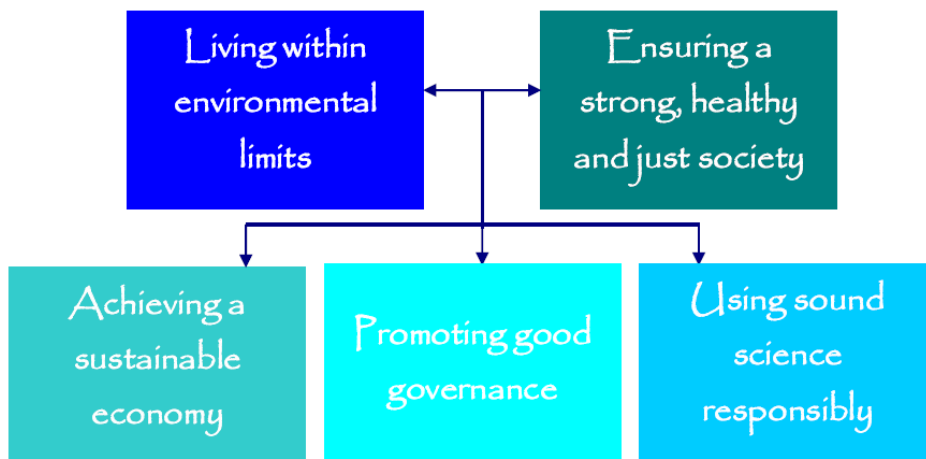 Living within
environmental
limits
Ensuring a
strong, healthy
and just society
Achieving a
sustainable
economy
Promoting good
governance
Using sound
science
responsibly